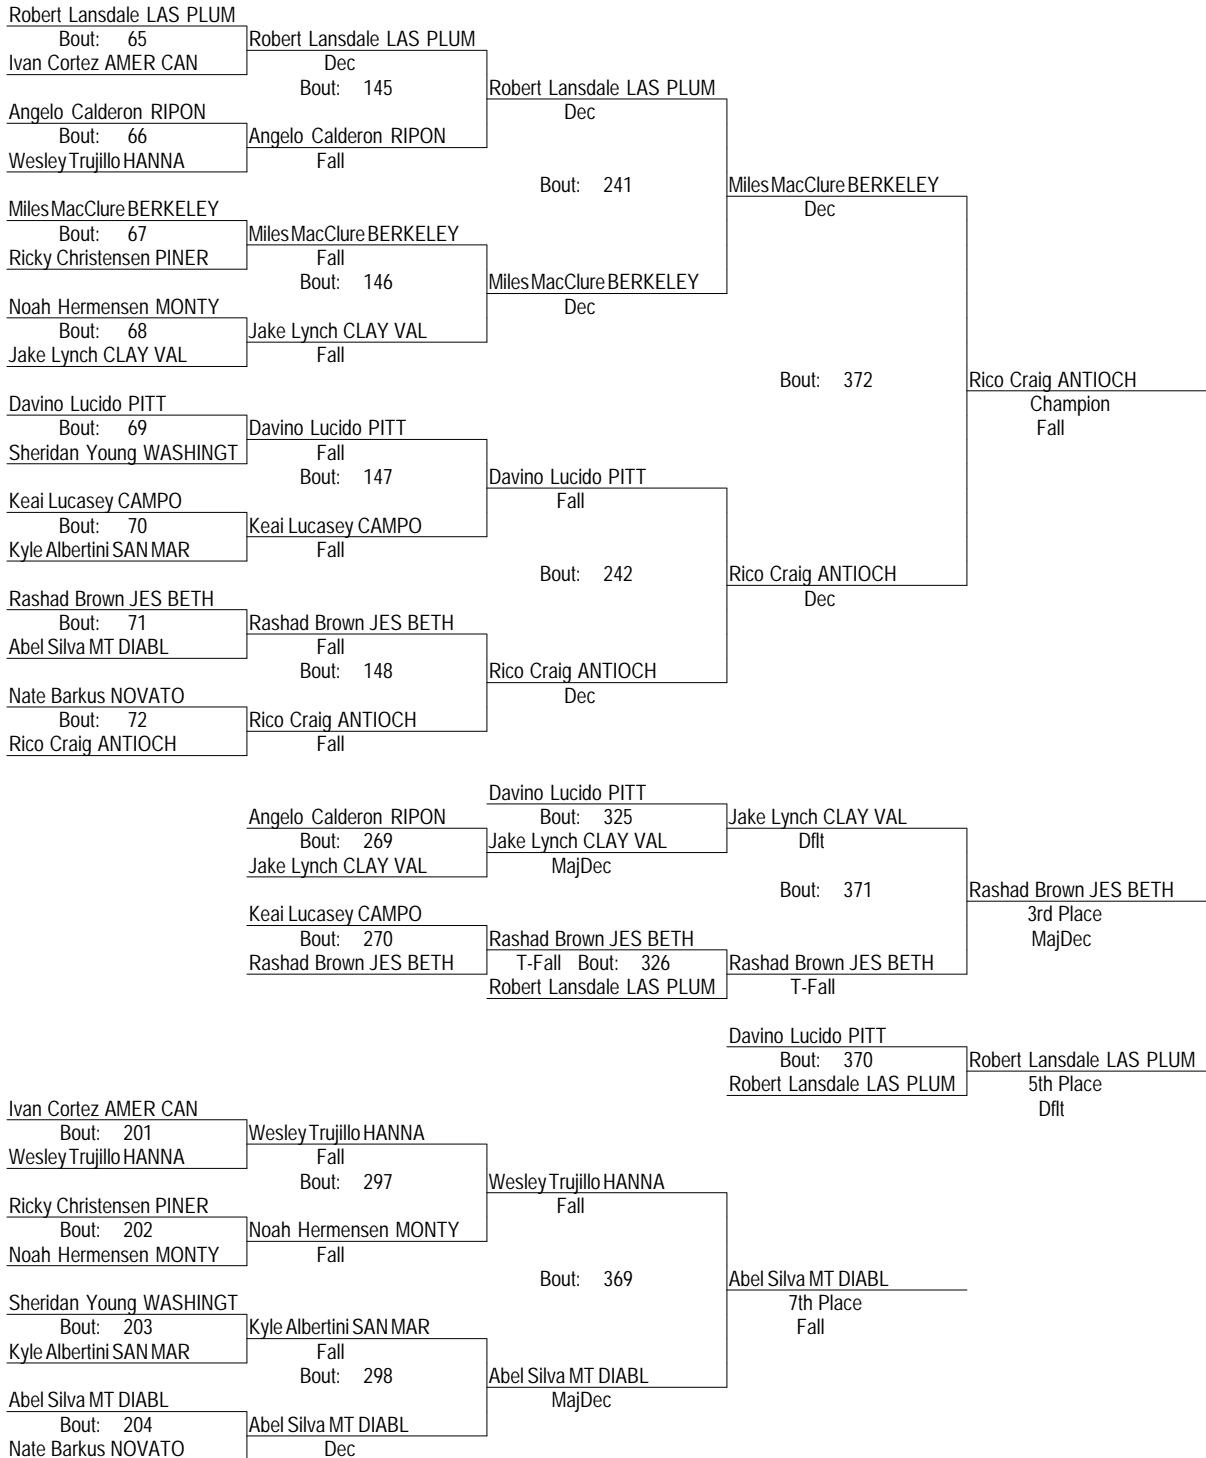 Robert Lansdale LAS PLUM
Bout: 65
Robert Lansdale LAS PLUM
Ivan Cortez AMER CAN
Dec
Bout: 145
Robert Lansdale LAS PLUM
Angelo Calderon RIPON
Dec
Bout: 66
Angelo Calderon RIPON
Wesley Trujillo HANNA
Fall
Bout: 241
Miles MacClure BERKELEY
Miles MacClure BERKELEY
Dec
Bout: 67
Miles MacClure BERKELEY
Ricky Christensen PINER
Fall
Bout: 146
Miles MacClure BERKELEY
Noah Hermensen MONTY
Dec
Bout: 68
Jake Lynch CLAY VAL
Jake Lynch CLAY VAL
Fall
Bout: 372
Rico Craig ANTIOCH
Davino Lucido PITT
Champion
Bout: 69
Davino Lucido PITT
Fall
Sheridan Young WASHINGT
Fall
Bout: 147
Davino Lucido PITT
Keai Lucasey CAMPO
Fall
Bout: 70
Keai Lucasey CAMPO
Kyle Albertini SAN MAR
Fall
Bout: 242
Rico Craig ANTIOCH
Rashad Brown JES BETH
Dec
Bout: 71
Rashad Brown JES BETH
Abel Silva MT DIABL
Fall
Bout: 148
Rico Craig ANTIOCH
Nate Barkus NOVATO
Dec
Bout: 72
Rico Craig ANTIOCH
Rico Craig ANTIOCH
Fall
Davino Lucido PITT
Angelo Calderon RIPON
Bout: 325
Jake Lynch CLAY VAL
Bout: 269
Jake Lynch CLAY VAL
Dflt
Jake Lynch CLAY VAL
MajDec
Bout: 371
Rashad Brown JES BETH
Keai Lucasey CAMPO
3rd Place
Bout: 270
Rashad Brown JES BETH
MajDec
Rashad Brown JES BETH
T-Fall Bout: 326
Rashad Brown JES BETH
Robert Lansdale LAS PLUM
T-Fall
Davino Lucido PITT
Bout: 370
Robert Lansdale LAS PLUM
Robert Lansdale LAS PLUM
5th Place
Dflt
Ivan Cortez AMER CAN
Bout: 201
Wesley Trujillo HANNA
Wesley Trujillo HANNA
Fall
Bout: 297
Wesley Trujillo HANNA
Ricky Christensen PINER
Fall
Bout: 202
Noah Hermensen MONTY
Noah Hermensen MONTY
Fall
Bout: 369
Abel Silva MT DIABL
Sheridan Young WASHINGT
7th Place
Bout: 203
Kyle Albertini SAN MAR
Fall
Kyle Albertini SAN MAR
Fall
Bout: 298
Abel Silva MT DIABL
Abel Silva MT DIABL
MajDec
Bout: 204
Abel Silva MT DIABL
Nate Barkus NOVATO
Dec